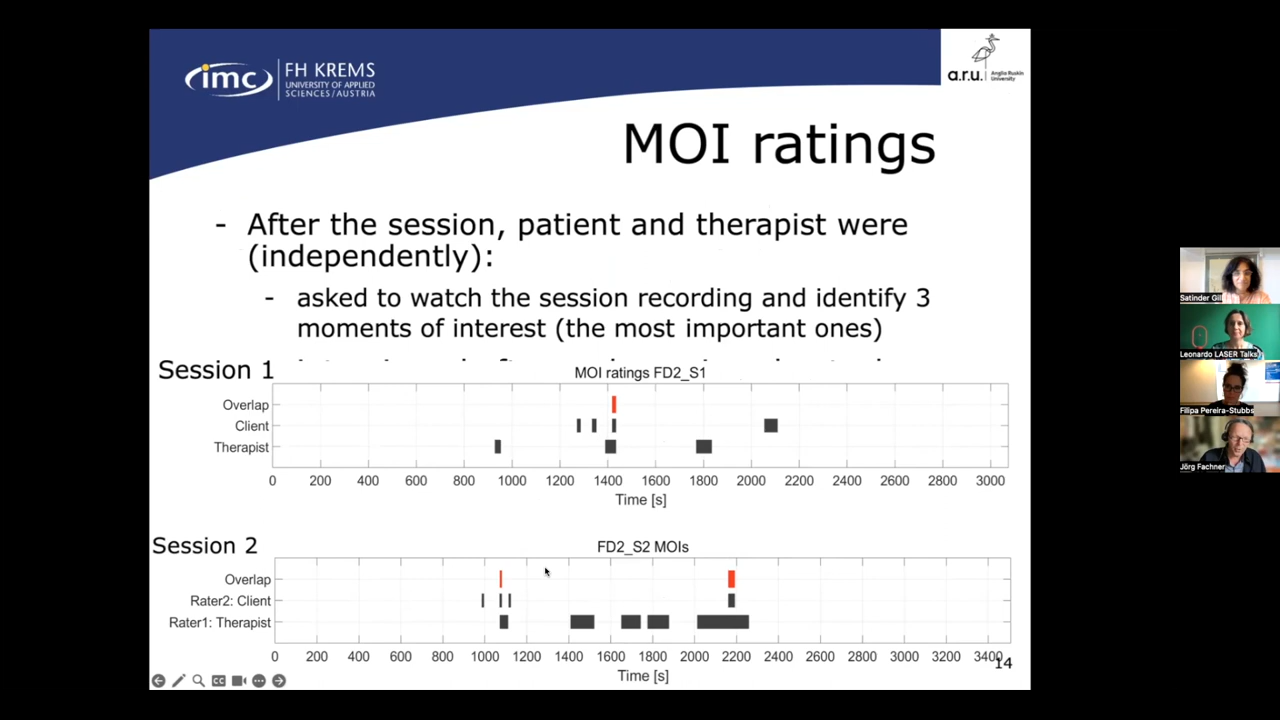 imc FH KREMS
UNIVERSITY OF APPLIED
SCIENCES / AUSTRIA
a.r.u. Anglia Ruskin
University
MOI ratings
- After the session, patient and therapist were
(independently):
- asked to watch the session recording and identify 3
moments of interest (the most important ones)
Session 1
MOI ratings FD2_S1
Overlap
Client
Therapist
0 200 400 600 800 1000 1200 1400 1600 1800 2000 2200 2400 2600 2800 3000
Time [s]
Session 2
FD2_S2 MOIs
Overlap
Rater2: Client
Rater1: Therapist
0 200 400 600 800 1000 1200 1400 1600 1800 2000 2200 2400 2600 2800 3000 3200 3400
14
Time [s]
CC
Satinder Gill
Leonardo LASER Talks
Filipa Pereira-Stubbs
Jörg Fachner